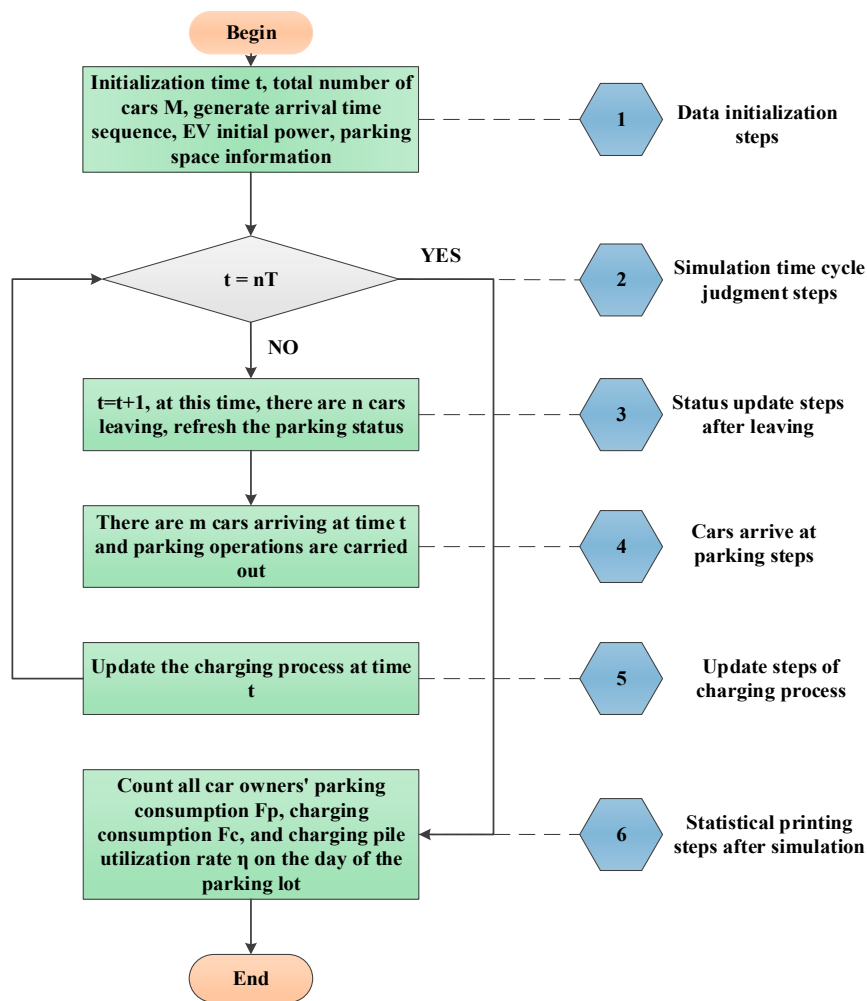 Begin
Initialization time t, total number of
cars M, generate arrival time
sequence, EV initial power, parking
space information
1
Data initialization
steps
t = nT
YES
2
Simulation time cycle
judgment steps
NO
t=t+1, at this time, there are n cars
leaving, refresh the parking status
3
Status update steps
after leaving
There are m cars arriving at time t
and parking operations are carried
out
4
Cars arrive at
parking steps
Update the charging process at time
t
5
Update steps of
charging process
Count all car owners' parking
consumption Fp, charging
consumption Fc, and charging pile
utilization rate η on the day of the
parking lot
6
Statistical printing
steps after simulation
End